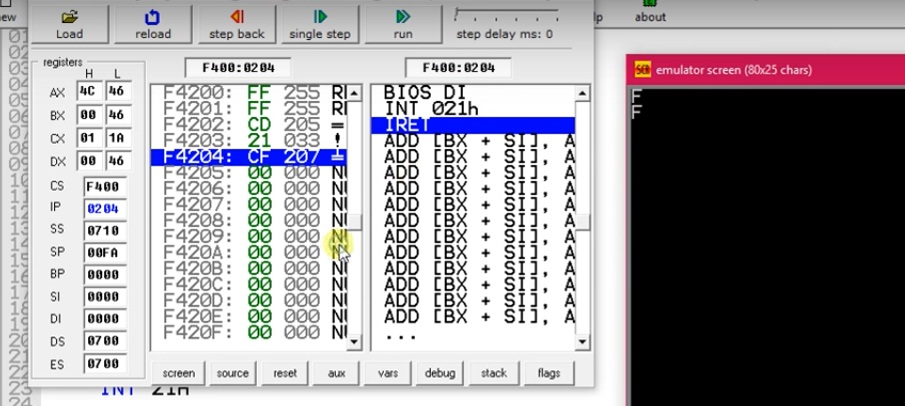 Load reload step back single step run step delay ms: 0 about
registers F400:0204 F400:0204
H L
AX 4C 46
BX 00 46
CX 01 1A
DX 00 46
CS F400
IP 0204
SS 0710
SP 00FA
BP 0000
SI 0000
DI 0000
DS 0700
ES 0700
F4200: FF 255
F4201: FF 255
F4202: CD 205 =
F4203: 21 033 !
F4204: CF 207
F4205: 00 000
F4206: 00 000
F4207: 00 000
F4208: 00 000
F4209: 00 000
F420A: 00 000
F420B: 00 000
F420C: 00 000
F420D: 00 000
F420E: 00 000
F420F: 00 000
BIOS DI
INT 021h
IRET
ADD [BX + SI], A
ADD [BX + SI], A
ADD [BX + SI], A
ADD [BX + SI], A
ADD [BX + SI], A
ADD [BX + SI], A
ADD [BX + SI], A
ADD [BX + SI], A
ADD [BX + SI], A
ADD [BX + SI], A
ADD [BX + SI], A
ADD [BX + SI], A
...
screen source reset aux vars debug stack flags
emulator screen (80x25 chars)
F
F
INT 21H